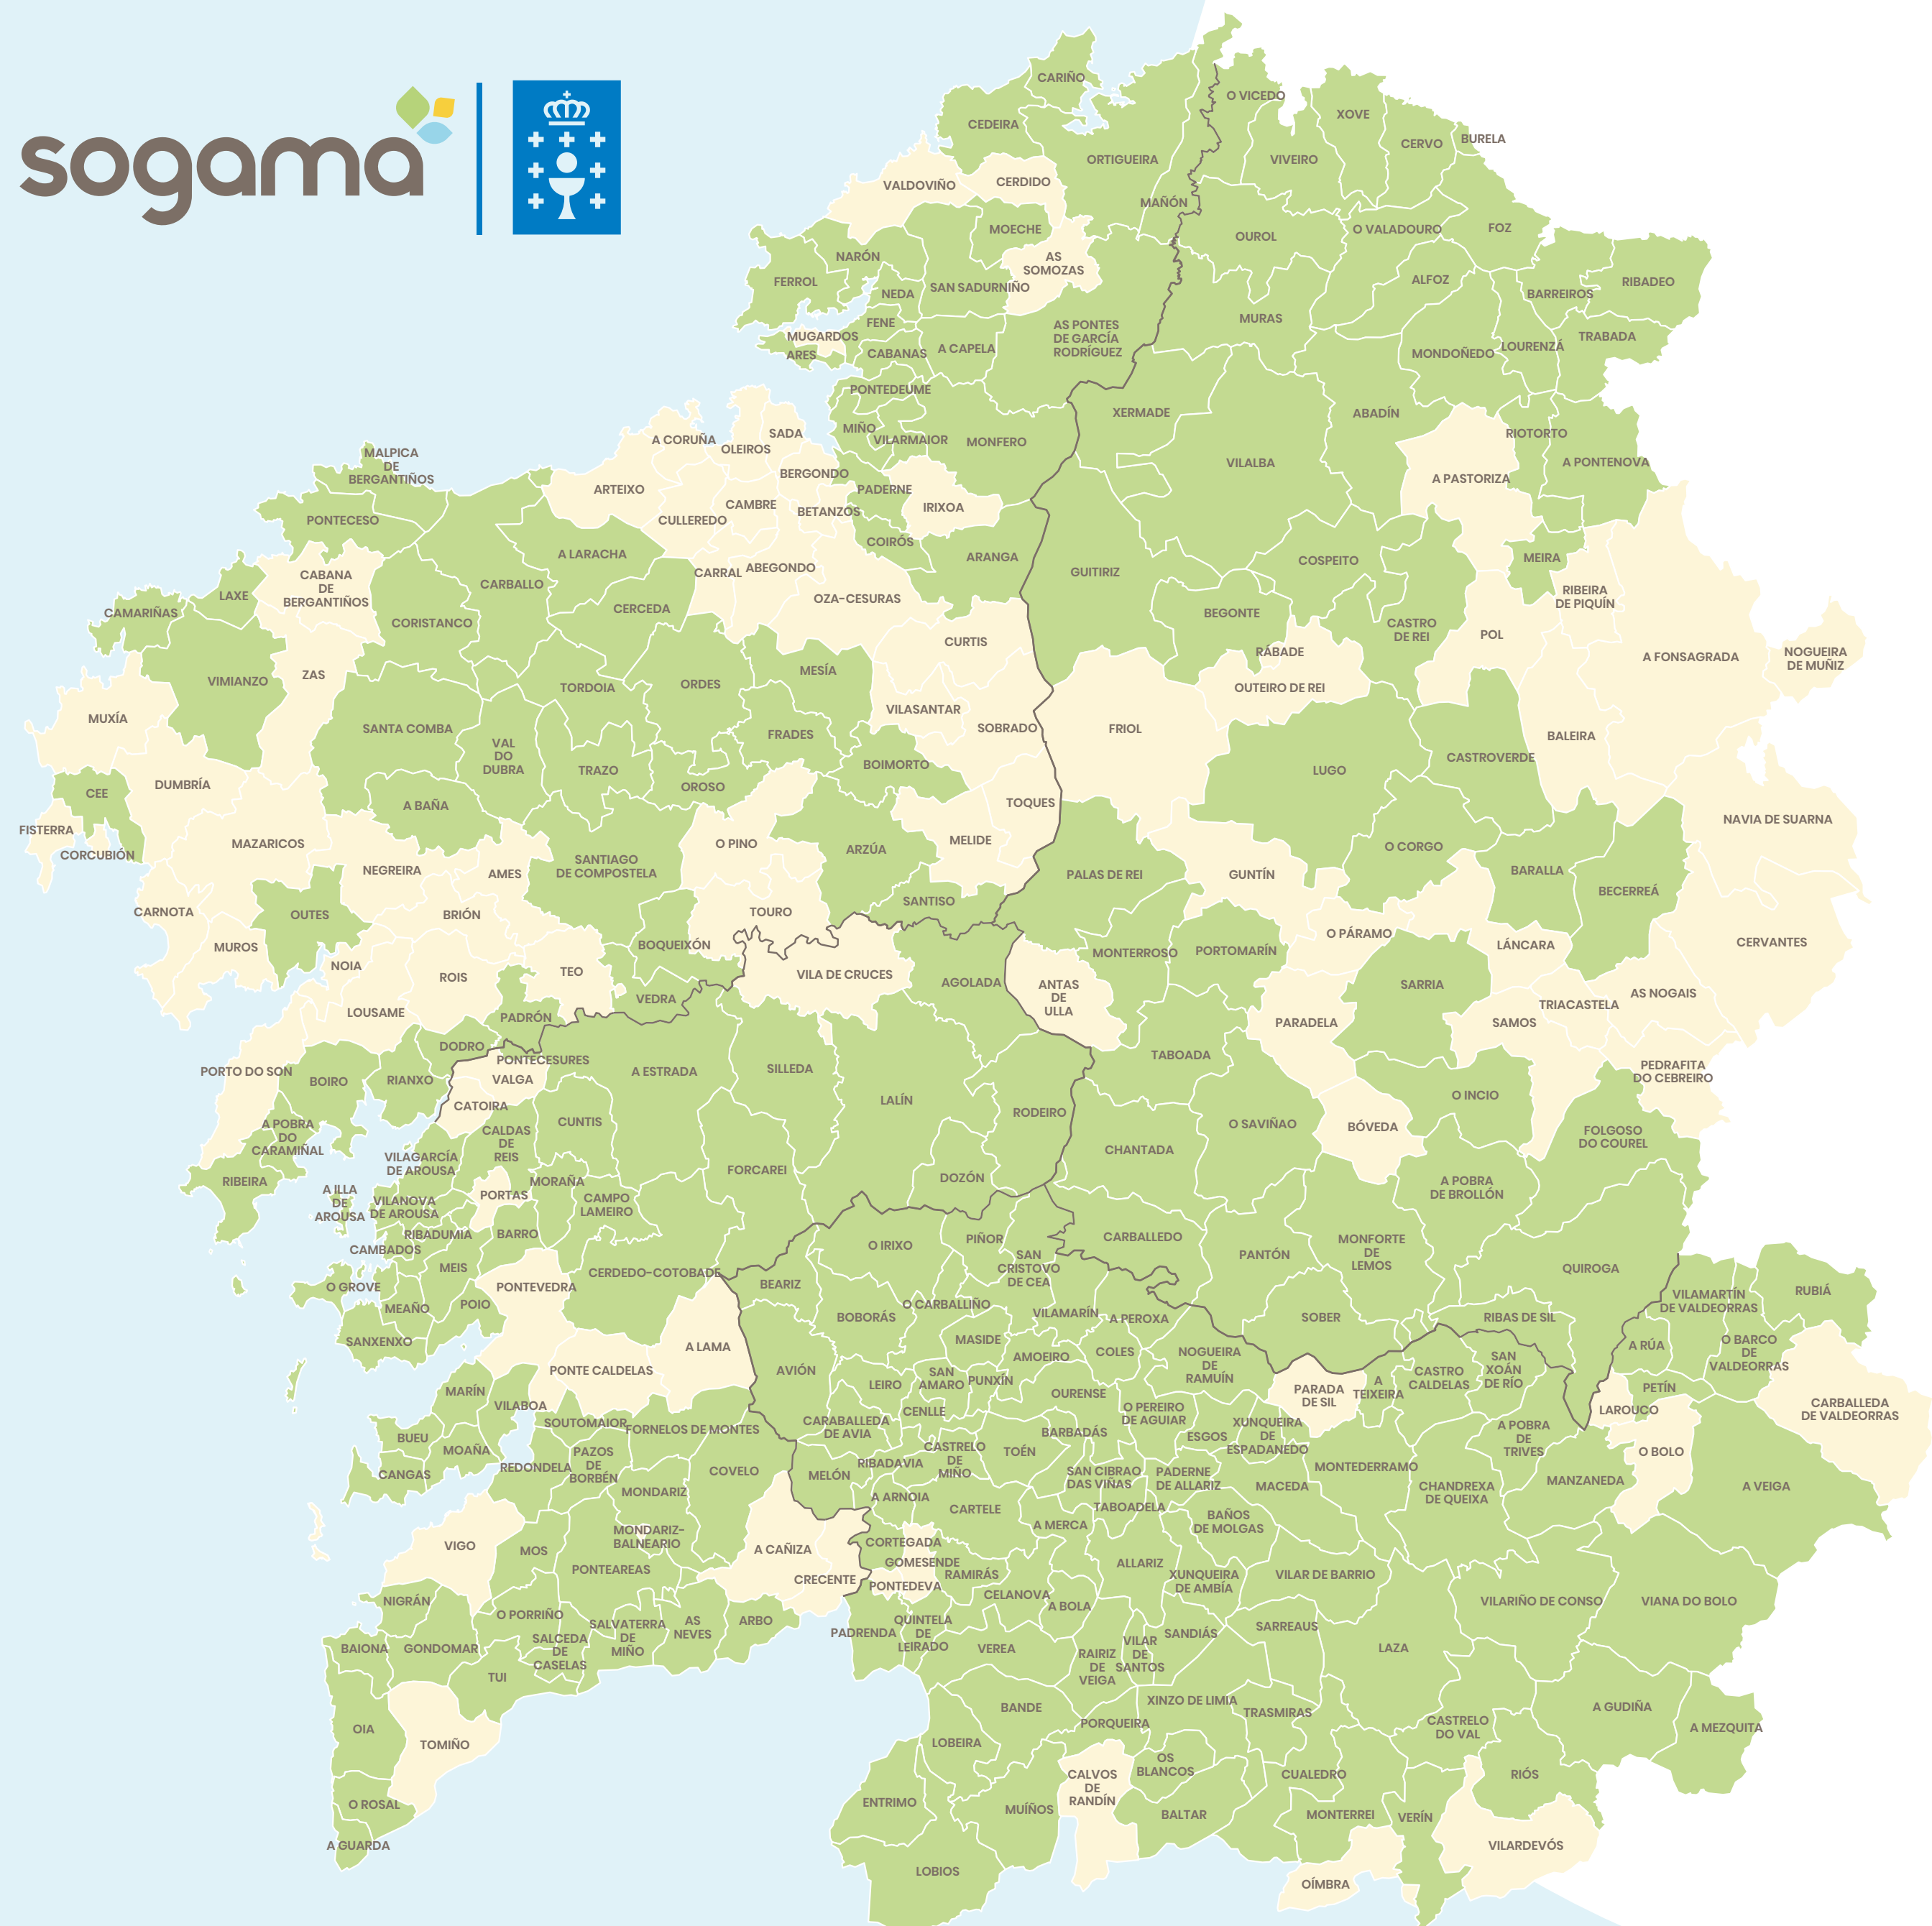 sogama
CARIÑO
O VICEDO
XOVE
CEDEIRA
CERVO
BURELA
ORTIGUEIRA
VIVEIRO
VALDOVIÑO
CERDIDO
MAÑÓN
MOECHE
OUROL
O VALADOURO
FOZ
NARÓN
AS
SOMOZAS
FERROL
NEDA
SAN SADURNIÑO
ALFOZ
BARREIROS
RIBADEO
FENE
MURAS
MUGARDOS
ARES
CABANAS
A CAPELA
AS PONTES
DE GARCÍA
RODRÍGUEZ
MONDOÑEDO
LOURENZÁ
TRABADA
PONTEDEUME
XERMADE
ABADÍN
MIÑO
VILARMAIOR
MONFERO
A CORUÑA
OLEIROS
SADA
RIOTORTO
MALPICA
DE
BERGANTIÑOS
BERGONDO
VILALBA
A PASTORIZA
A PONTENOVA
ARTEIXO
PADERNE
CAMBRE
BETANZOS
IRIXOA
PONTECESO
CULLEREDO
COIRÓS
A LARACHA
ARANGA
COSPEITO
MEIRA
CABANA
DE
BERGANTIÑOS
CARBALLO
CARRAL
ABEGONDO
GUITIRIZ
LAXE
CAMARIÑAS
CERCEDA
OZA-CESURAS
BEGONTE
RIBEIRA
DE PIQUÍN
CORISTANCO
CURTIS
CASTRO
DE REI
POL
RÁBADE
A FONSAGRADA
NOGUEIRA
DE MUÑIZ
VIMIANZO
ZAS
TORDOIA
ORDES
MESÍA
OUTEIRO DE REI
MUXÍA
SANTA COMBA
VILASANTAR
SOBRADO
FRIOL
VAL
DO
DUBRA
FRADES
BALEIRA
DUMBRÍA
TRAZO
BOIMORTO
LUGO
CASTROVERDE
CEE
A BAÑA
OROSO
TOQUES
FISTERRA
CORCUBIÓN
MAZARICOS
O PINO
MELIDE
NAVIA DE SUARNA
NEGREIRA
AMES
SANTIAGO
DE COMPOSTELA
ARZÚA
O CORGO
PALAS DE REI
GUNTÍN
BARALLA
BECERREÁ
CARNOTA
OUTES
BRIÓN
TOURO
SANTISO
MUROS
BOQUEIXÓN
O PÁRAMO
LÁNCARA
CERVANTES
NOIA
ROIS
TEO
VILA DE CRUCES
MONTERROSO
PORTOMARÍN
AGOLADA
ANTAS
DE
ULLA
SARRIA
AS NOGAIS
LOUSAME
VEDRA
TRIACASTELA
PADRÓN
PARADELA
SAMOS
DODRO
PONTECESURES
TABOADA
PORTO DO SON
BOIRO
RIANXO
VALGA
A ESTRADA
SILLEDA
PEDRAFITA
DO CEBREIRO
CATOIRA
LALÍN
RODEIRO
O INCIO
CUNTIS
O SAVIÑAO
BÓVEDA
A POBRA
DO
CARAMIÑAL
CALDAS
DE
REIS
FOLGOSO
DO COUREL
VILAGARCÍA
DE AROUSA
FORCAREI
CHANTADA
RIBEIRA
MORAÑA
DOZÓN
A POBRA
DE BROLLÓN
A ILLA
DE
AROUSA
VILANOVA
DE AROUSA
PORTAS
CAMPO
LAMEIRO
RIBADUMIA
BARRO
CAMBADOS
O IRIXO
PIÑOR
CARBALLEDO
PANTÓN
MONFORTE
DE
LEMOS
MEIS
CERDEDO-COTOBADE
SAN
CRISTOVO
DE CEA
QUIROGA
O GROVE
PONTEVEDRA
BEARIZ
RUBIÁ
MEAÑO
POIO
BOBORÁS
O CARBALLIÑO
VILAMARÍN
A PEROXA
SOBER
RIBAS DE SIL
VILAMARTÍN
DE VALDEORRAS
SANXENXO
A LAMA
MASIDE
AMOEIRO
COLES
NOGUEIRA
DE
RAMUÍN
A RÚA
O BARCO
DE
VALDEORRAS
PONTE CALDELAS
AVIÓN
LEIRO
SAN
AMARO
PUNXÍN
OURENSE
PARADA
DE SIL
A
TEIXEIRA
CASTRO
CALDELAS
SAN
XOÁN
DE RÍO
PETÍN
MARÍN
VILABOA
SOUTOMAIOR
FORNELOS DE MONTES
CARABALLEDA
DE AVIA
CENLLE
O PEREIRO
DE AGUIAR
LAROUCO
CARBALLEDA
DE VALDEORRAS
BUEU
MOAÑA
PAZOS
DE
BORBÉN
RIBADAVIA
CASTRELO
DE
MIÑO
TOÉN
BARBADÁS
ESGOS
XUNQUEIRA
DE
ESPADANEDO
A POBRA
DE
TRIVES
O BOLO
CANGAS
REDONDELA
COVELO
MELÓN
SAN CIBRAO
DAS VIÑAS
PADERNE
DE ALLARIZ
MACEDA
MONTEDERRAMO
CHANDREXA
DE QUEIXA
MANZANEDA
A VEIGA
MONDARIZ
A ARNOIA
CARTELE
TABOADELA
BAÑOS
DE MOLGAS
VIGO
MOS
MONDARIZ-
BALNEARIO
A CAÑIZA
CORTEGADA
A MERCA
PONTEAREAS
CRECENTE
GOMESENDE
RAMIRÁS
PONTEDEVA
ALLARIZ
XUNQUEIRA
DE AMBÍA
VILAR DE BARRIO
NIGRÁN
CELANOVA
A BOLA
VILARIÑO DE CONSO
VIANA DO BOLO
O PORRIÑO
SALVATERRA
DE
MIÑO
AS
NEVES
ARBO
PADRENDA
QUINTELA
DE
LEIRADO
SARREAUS
BAIONA
GONDOMAR
SALCEDA
DE
CASELAS
VEREA
RAIRIZ
DE
VEIGA
VILAR
DE
SANTOS
SANDIÁS
LAZA
TUI
OIA
TOMIÑO
BANDE
XINZO DE LIMIA
TRASMIRAS
A GUDIÑA
PORQUEIRA
CASTRELO
DO VAL
A MEZQUITA
LOBEIRA
OS
BLANCOS
CALVOS
DE
RANDÍN
CUALEDRO
RIÓS
O ROSAL
ENTRIMO
MUÍÑOS
BALTAR
MONTERREI
VERÍN
A GUARDA
VILARDEVÓS
LOBIOS
OÍMBRA